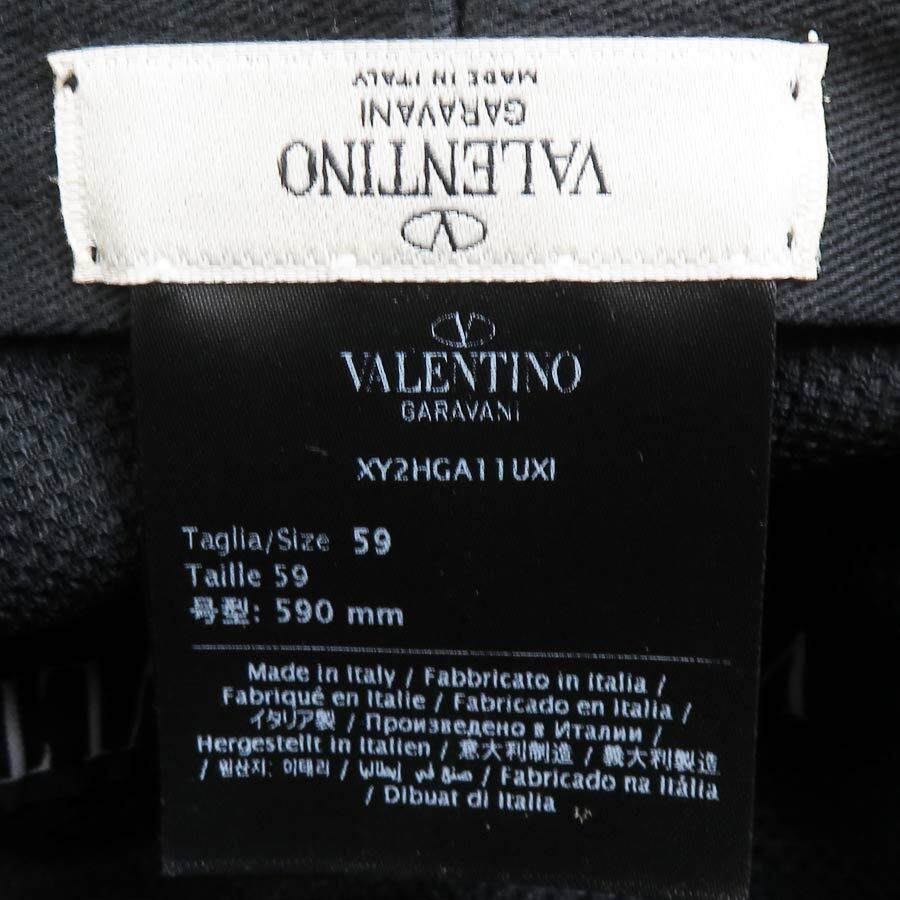 VALENTINO
GARAVANI
MADE IN ITALY
VALENTINO
GARAVANI
XY2HGA11UXI
Taglia/Size 59
Taille 59
号型: 590 mm
Made in Italy / Fabbricato in Italia /
Fabriqué en Italie / Fabricado en Italia /
イタリア製 / Произведено в Италии /
Hergestellt in Italien / 意大利制造 / 義大利製造
/ 원산지: 이태리 / صنع في إيطاليا / Fabricado na Itália
/ Dibuat di Italia